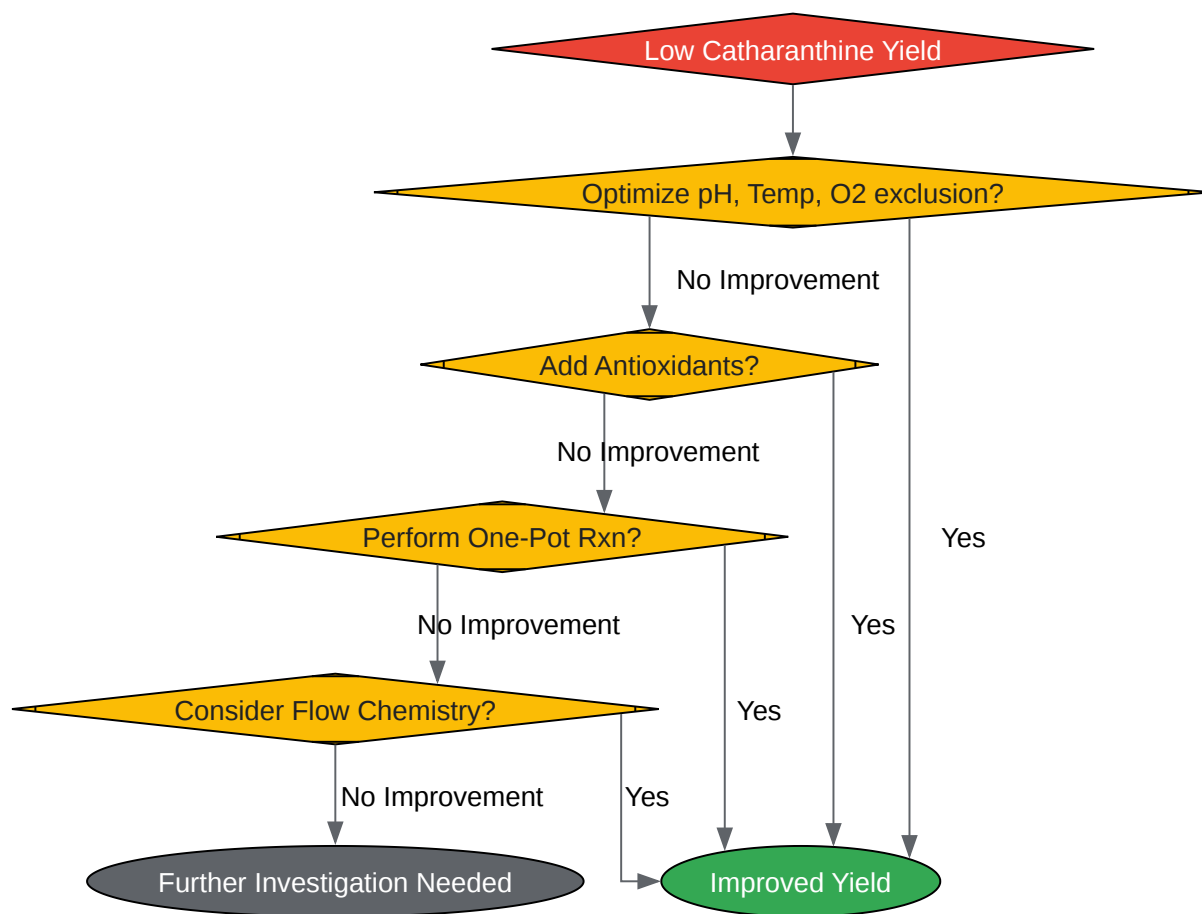 Low Catharanthine Yield
Optimize pH, Temp, O2 exclusion?
No Improvement
Add Antioxidants?
No Improvement
Perform One-Pot Rxn?
Yes
No Improvement
Yes
Consider Flow Chemistry?
Yes
No Improvement
Yes
Further Investigation Needed
Improved Yield